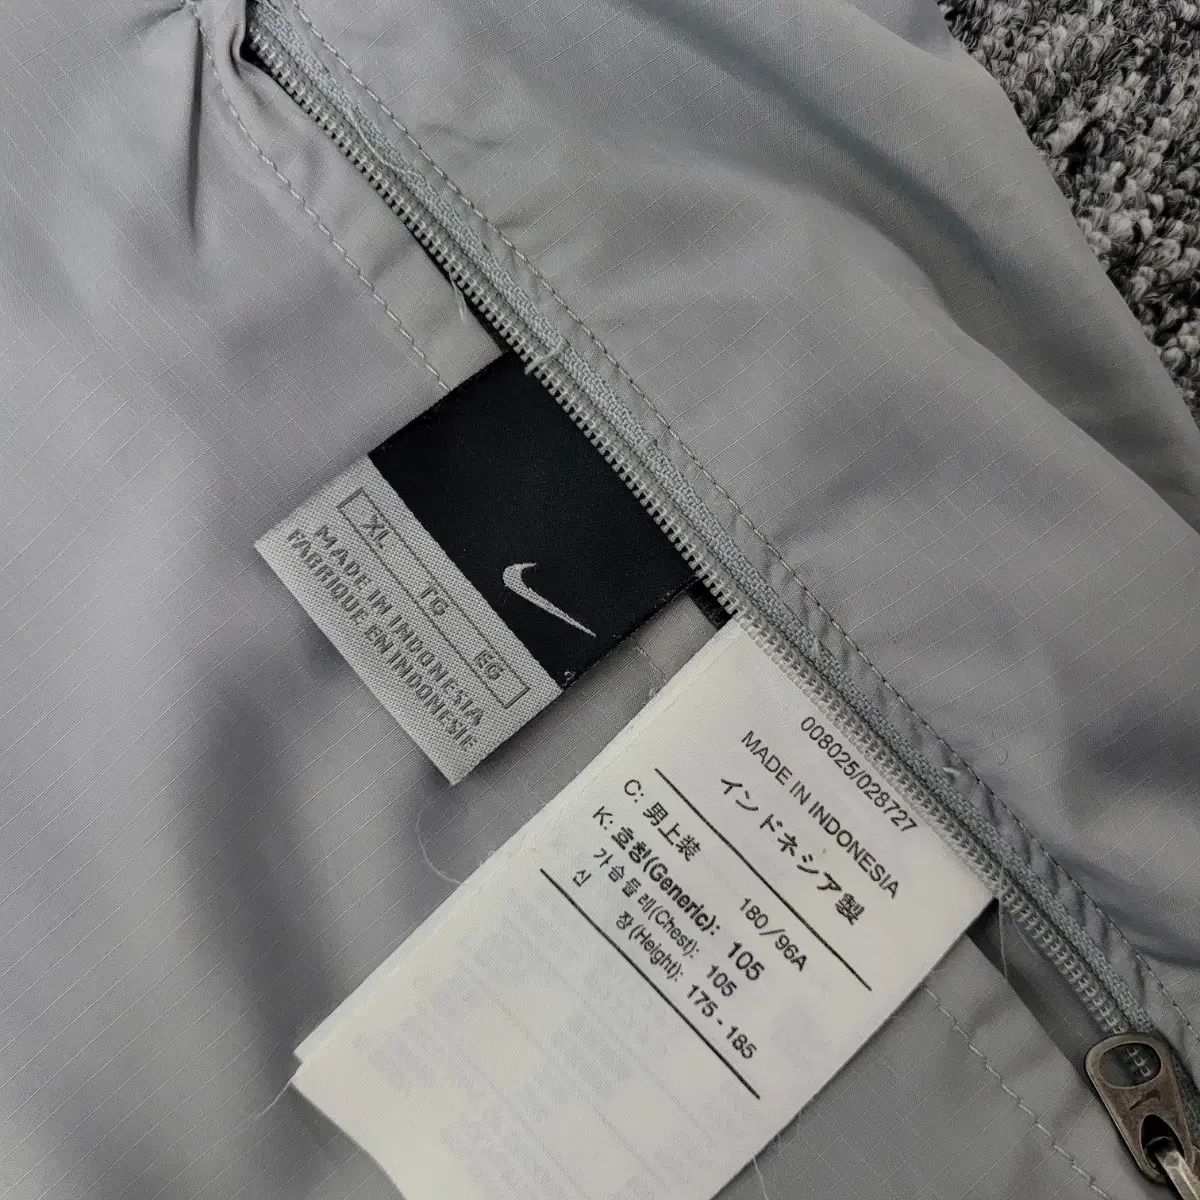 XL TG EG
MADE IN INDONESIA
FABRIQUE EN INDONESIE
008025/028727
MADE IN INDONESIA
インドネシア製
C: 男上装 180/96A
K: 호칭(Generic): 105
가슴둘레(Chest): 105
신 장(Height): 175 - 185